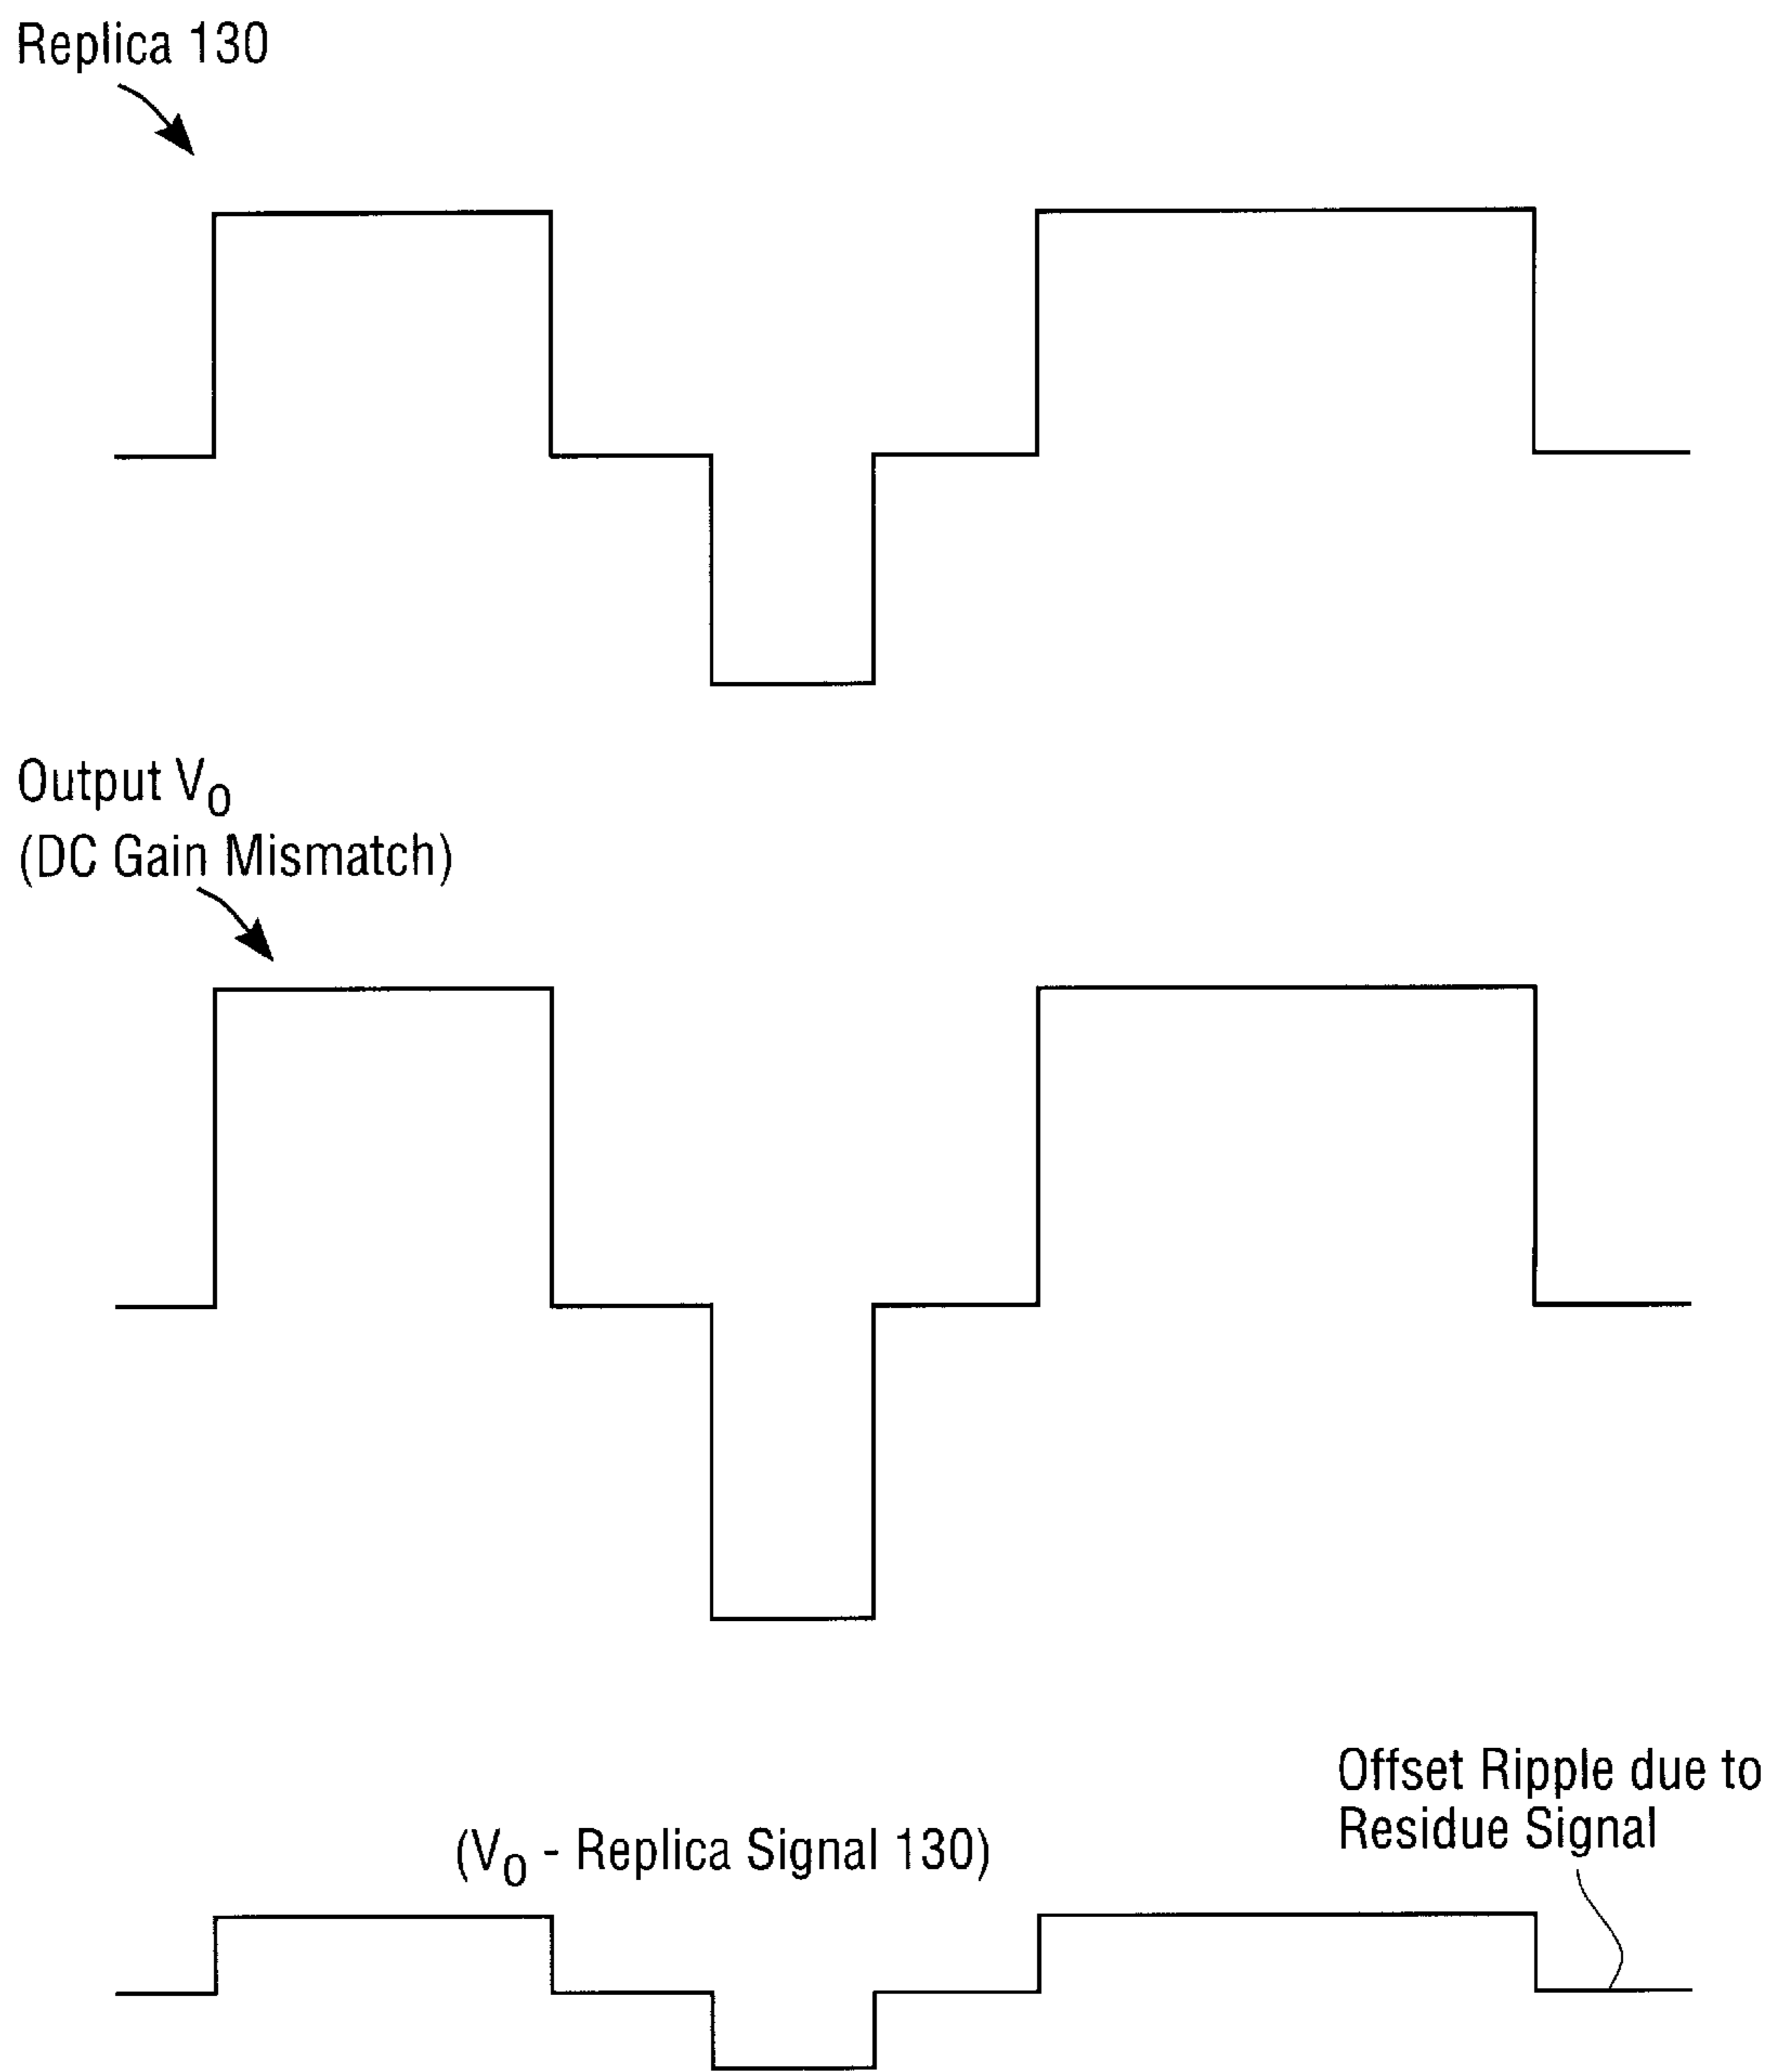 Replica 130
Output VO
(DC Gain Mismatch)
(VO - Replica Signal 130)
Offset Ripple due to
Residue Signal